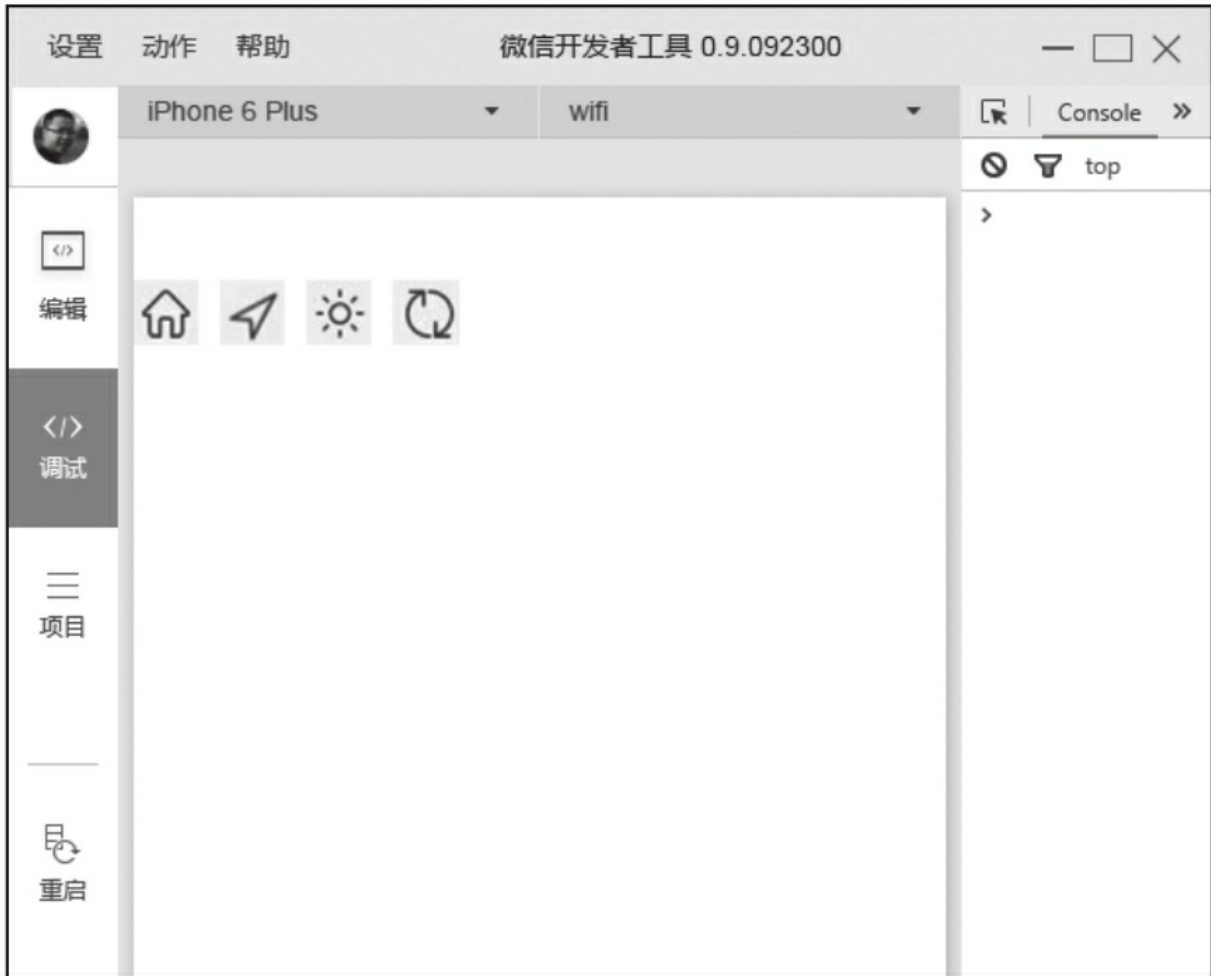 设置 动作 帮助 微信开发者工具 0.9.092300
iPhone 6 Plus wifi Console »
top
>
</> 
编辑
</>
调试
项目
重启